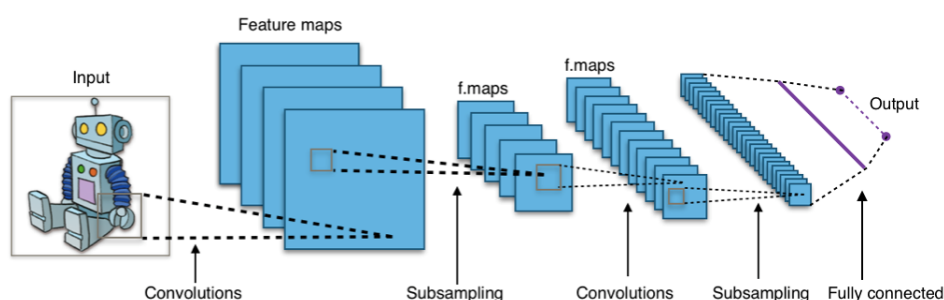 Feature maps
Input
f.maps
f.maps
Output
Convolutions
Subsampling
Convolutions
Subsampling
Fully connected